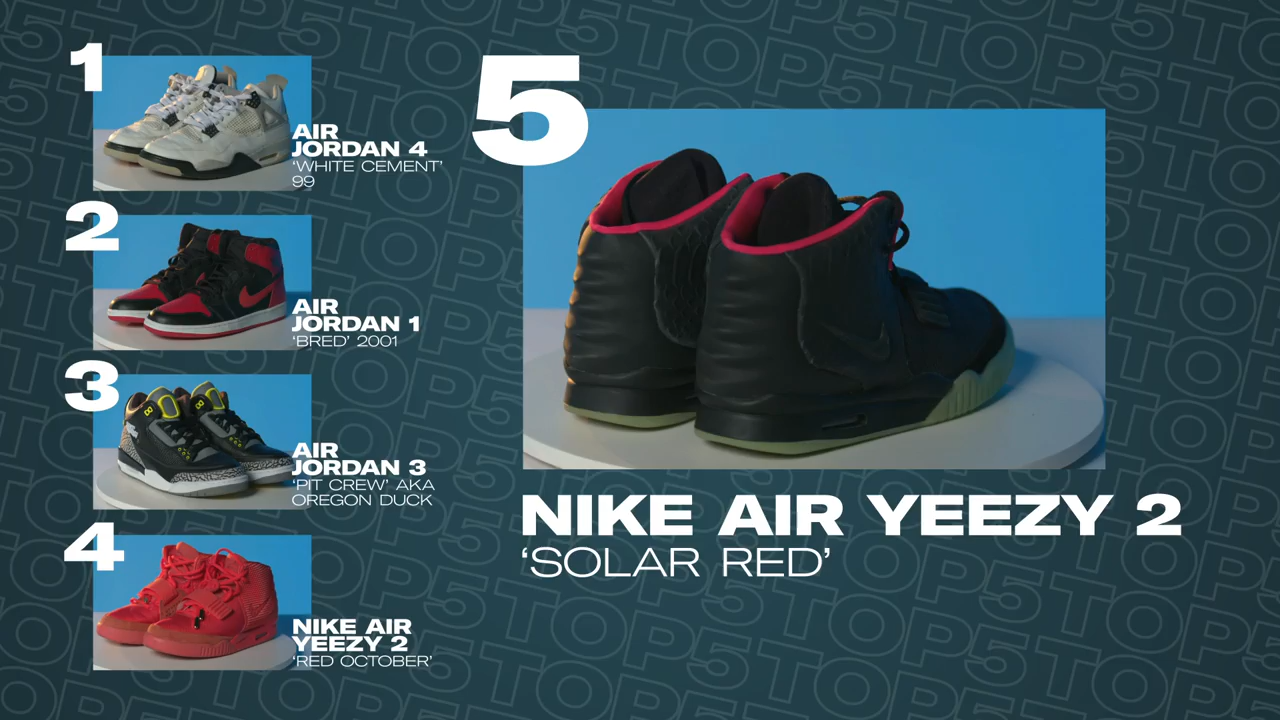 1
AIR
JORDAN 4
‘WHITE CEMENT’
99
2
AIR
JORDAN 1
‘BRED’ 2001
3
AIR
JORDAN 3
‘PIT CREW’ AKA
OREGON DUCK
4
NIKE AIR
YEEZY 2
‘RED OCTOBER’
5
NIKE AIR YEEZY 2
‘SOLAR RED’
TOP5TOP5TOP5